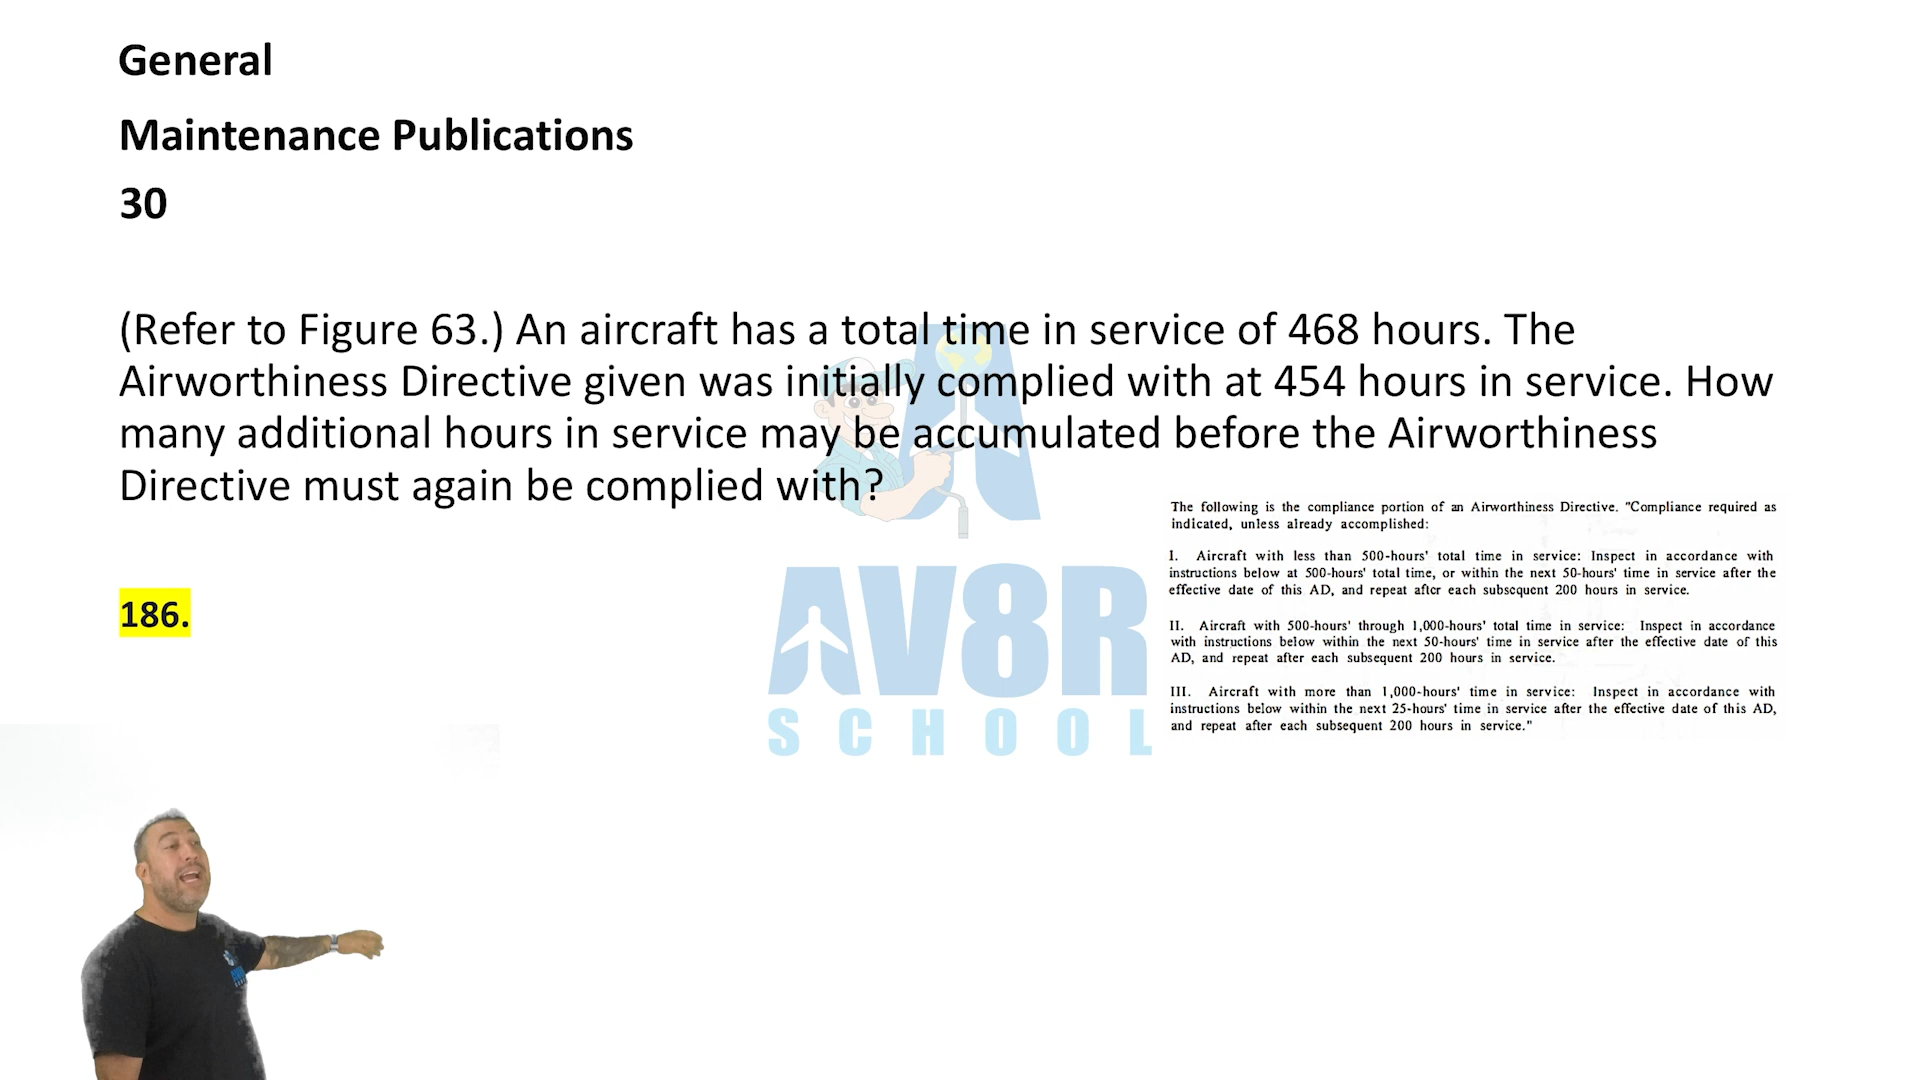 General
Maintenance Publications
30
(Refer to Figure 63.) An aircraft has a total time in service of 468 hours. The
Airworthiness Directive given was initially complied with at 454 hours in service. How
many additional hours in service may be accumulated before the Airworthiness
Directive must again be complied with?
The following is the compliance portion of an Airworthiness Directive. "Compliance required as
indicated, unless already accomplished:
I. Aircraft with less than 500-hours' total time in service: Inspect in accordance with
instructions below at 500-hours' total time, or within the next 50-hours' time in service after the
effective date of this AD, and repeat after each subsequent 200 hours in service.
II. Aircraft with 500-hours' through 1,000-hours' total time in service: Inspect in accordance
with instructions below within the next 50-hours' time in service after the effective date of this
AD, and repeat after each subsequent 200 hours in service.
III. Aircraft with more than 1,000-hours' time in service: Inspect in accordance with
instructions below within the next 25-hours' time in service after the effective date of this AD,
and repeat after each subsequent 200 hours in service."
186.
AV8R
SCHOOL